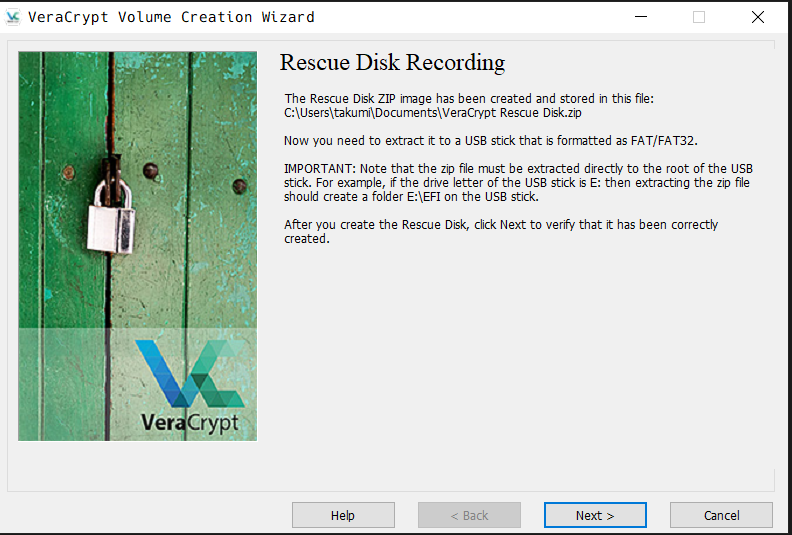 VeraCrypt Volume Creation Wizard
Rescue Disk Recording
The Rescue Disk ZIP image has been created and stored in this file:
C:\Users\takumi\Documents\VeraCrypt Rescue Disk.zip
Now you need to extract it to a USB stick that is formatted as FAT/FAT32.
IMPORTANT: Note that the zip file must be extracted directly to the root of the USB
stick. For example, if the drive letter of the USB stick is E: then extracting the zip file
should create a folder E:\EFI on the USB stick.
After you create the Rescue Disk, click Next to verify that it has been correctly
created.
VeraCrypt
Help
< Back
Next >
Cancel